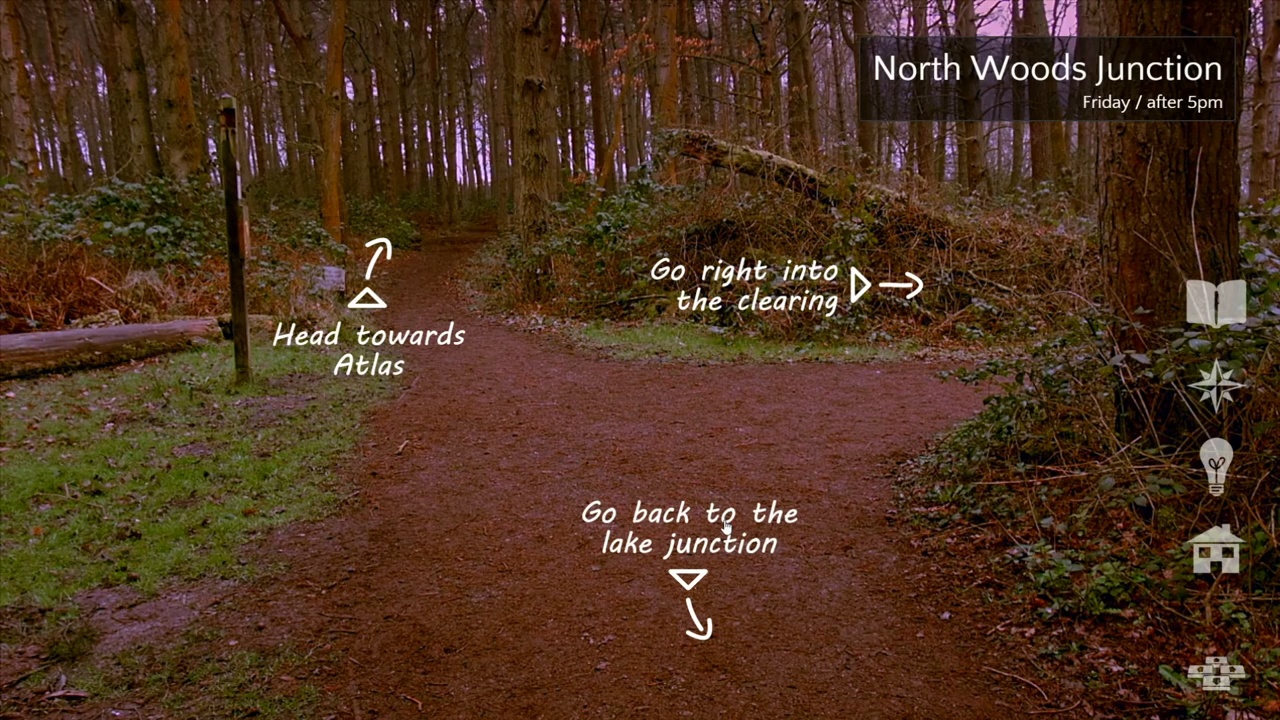 North Woods Junction
Friday / after 5pm
Go right into
the clearing
Head towards
Atlas
Go back to the
lake junction